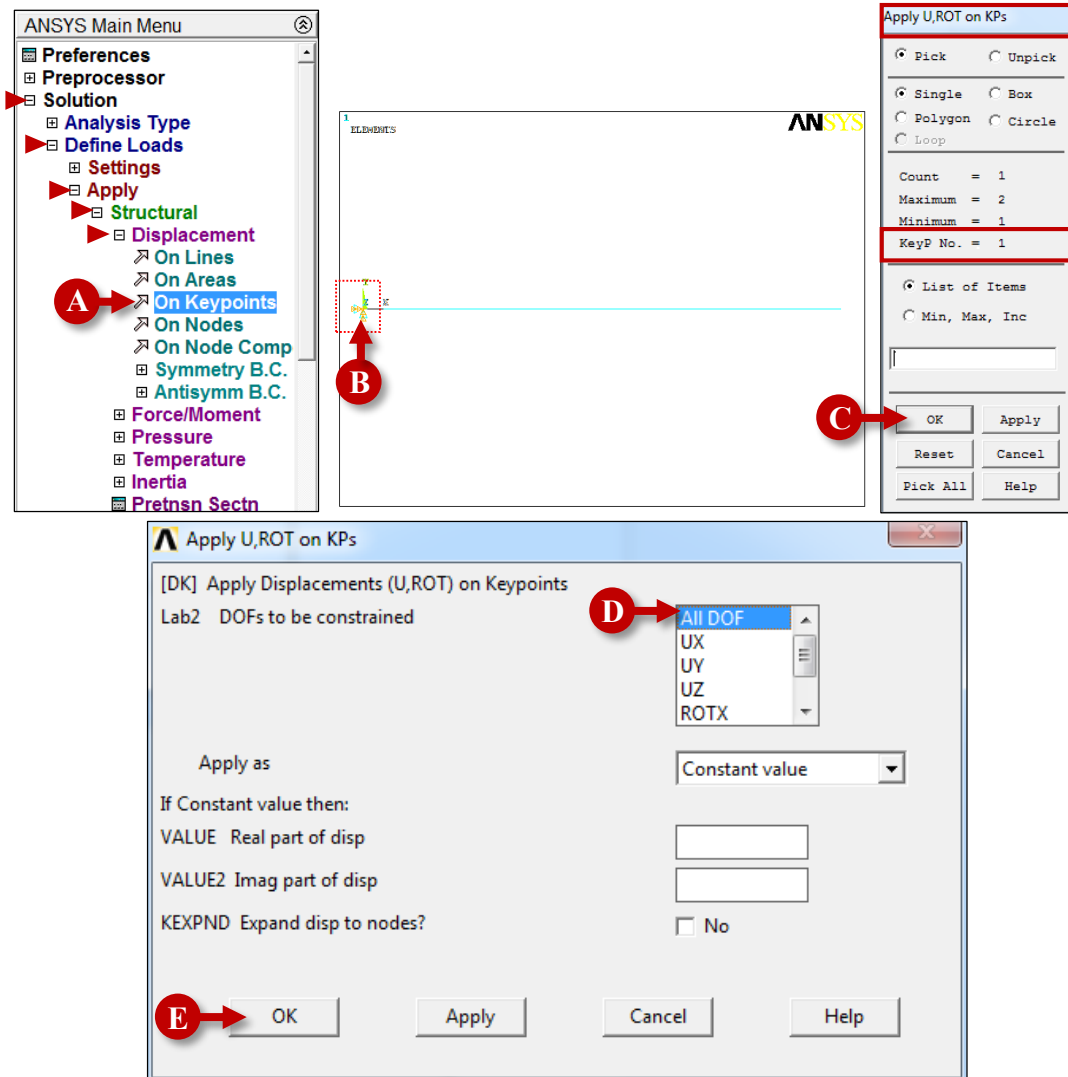 ANSYS Main Menu
Preferences
Preprocessor
Solution
Analysis Type
Define Loads
Settings
Apply
Structural
Displacement
On Lines
On Areas
A
On Keypoints
On Nodes
On Node Comp
Symmetry B.C.
Antisymm B.C.
Force/Moment
Pressure
Temperature
Inertia
Pretnsn Sectn
1
ELEMENTS
ANSYS
Y
Z X
B
Apply U,ROT on KPs
Pick Unpick
Single Box
Polygon Circle
Loop
Count = 1
Maximum = 2
Minimum = 1
KeyP No. = 1
List of Items
Min, Max, Inc
C
OK Apply
Reset Cancel
Pick All Help
Apply U,ROT on KPs
[DK] Apply Displacements (U,ROT) on Keypoints
Lab2 DOFs to be constrained
D
All DOF
UX
UY
UZ
ROTX
Apply as Constant value
If Constant value then:
VALUE Real part of disp
VALUE2 Imag part of disp
KEXPND Expand disp to nodes? No
E OK Apply Cancel Help